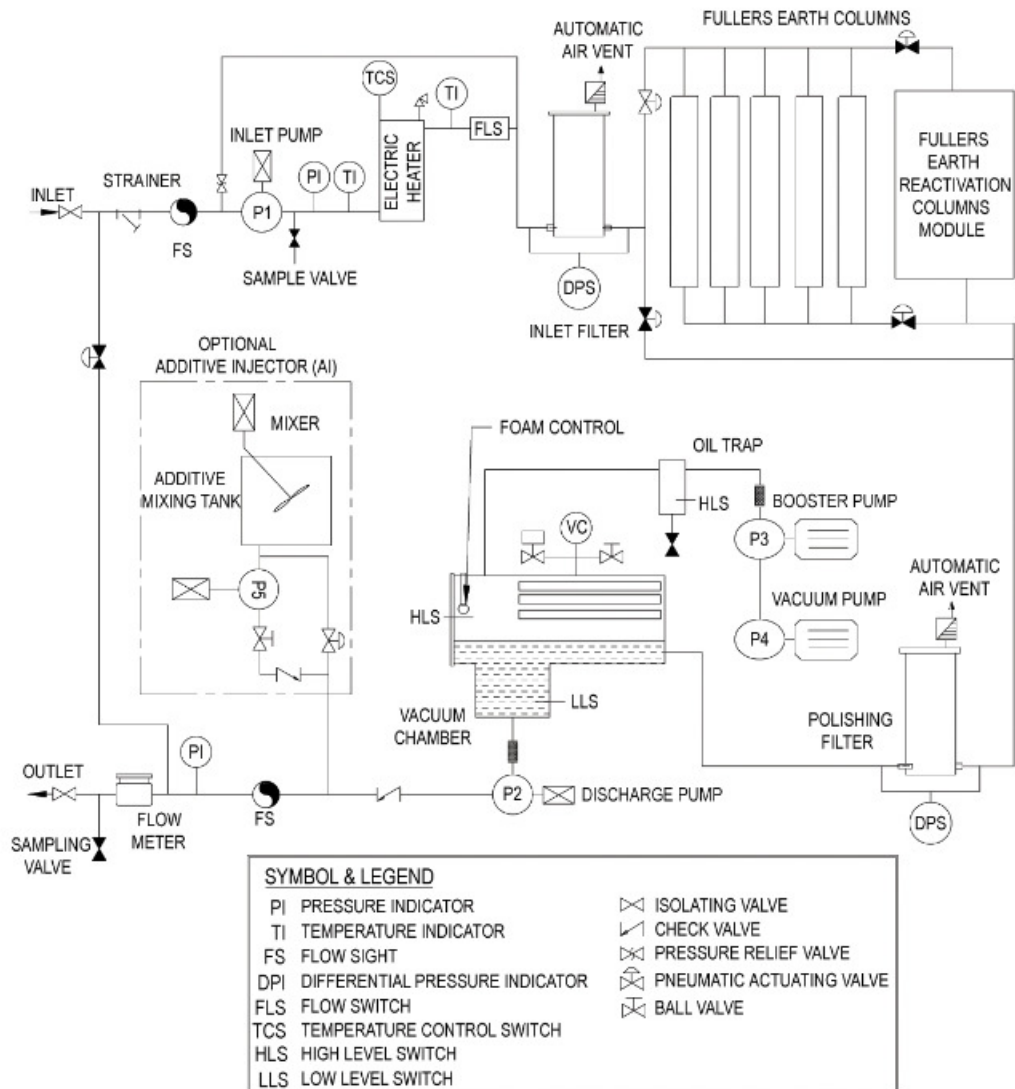 FULLERS EARTH COLUMNS
AUTOMATIC
AIR VENT
TCS
TI
INLET PUMP
FLS
ELECTRIC
HEATER
FULLERS
EARTH
REACTIVATION
COLUMNS
MODULE
STRAINER
PI
TI
INLET
P1
FS
SAMPLE VALVE
DPS
INLET FILTER
OPTIONAL
ADDITIVE INJECTOR (AI)
MIXER
ADDITIVE
MIXING TANK
P5
FOAM CONTROL
OIL TRAP
HLS
BOOSTER PUMP
P3
VC
AUTOMATIC
AIR VENT
VACUUM PUMP
P4
HLS
LLS
VACUUM
CHAMBER
POLISHING
FILTER
PI
OUTLET
P2
DISCHARGE PUMP
FLOW
METER
FS
SAMPLING
VALVE
DPS
SYMBOL & LEGEND
PI PRESSURE INDICATOR
TI TEMPERATURE INDICATOR
FS FLOW SIGHT
DPI DIFFERENTIAL PRESSURE INDICATOR
FLS FLOW SWITCH
TCS TEMPERATURE CONTROL SWITCH
HLS HIGH LEVEL SWITCH
LLS LOW LEVEL SWITCH
ISOLATING VALVE
CHECK VALVE
PRESSURE RELIEF VALVE
PNEUMATIC ACTUATING VALVE
BALL VALVE